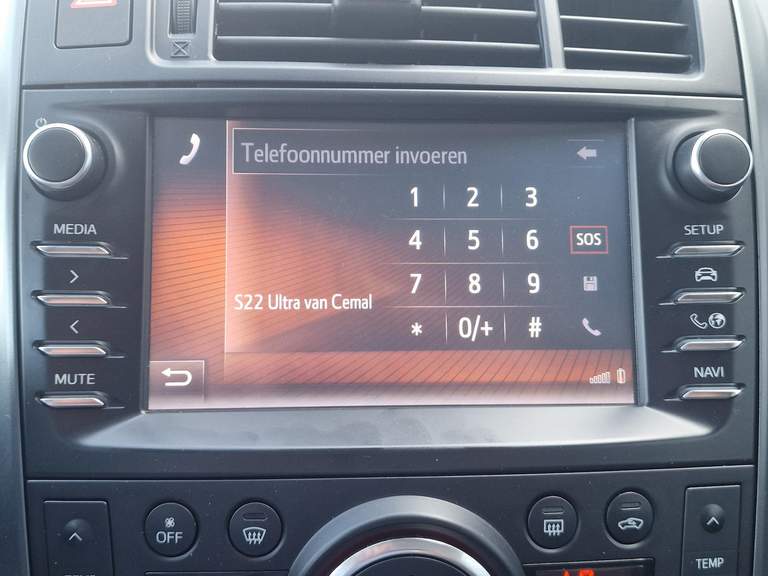 Telefoonnummer invoeren
1 2 3
MEDIA
SETUP
4 5 6 SOS
>
7 8 9
S22 Ultra van Cemal
<
* 0/+ #
MUTE
NAVI
OFF
TEMP